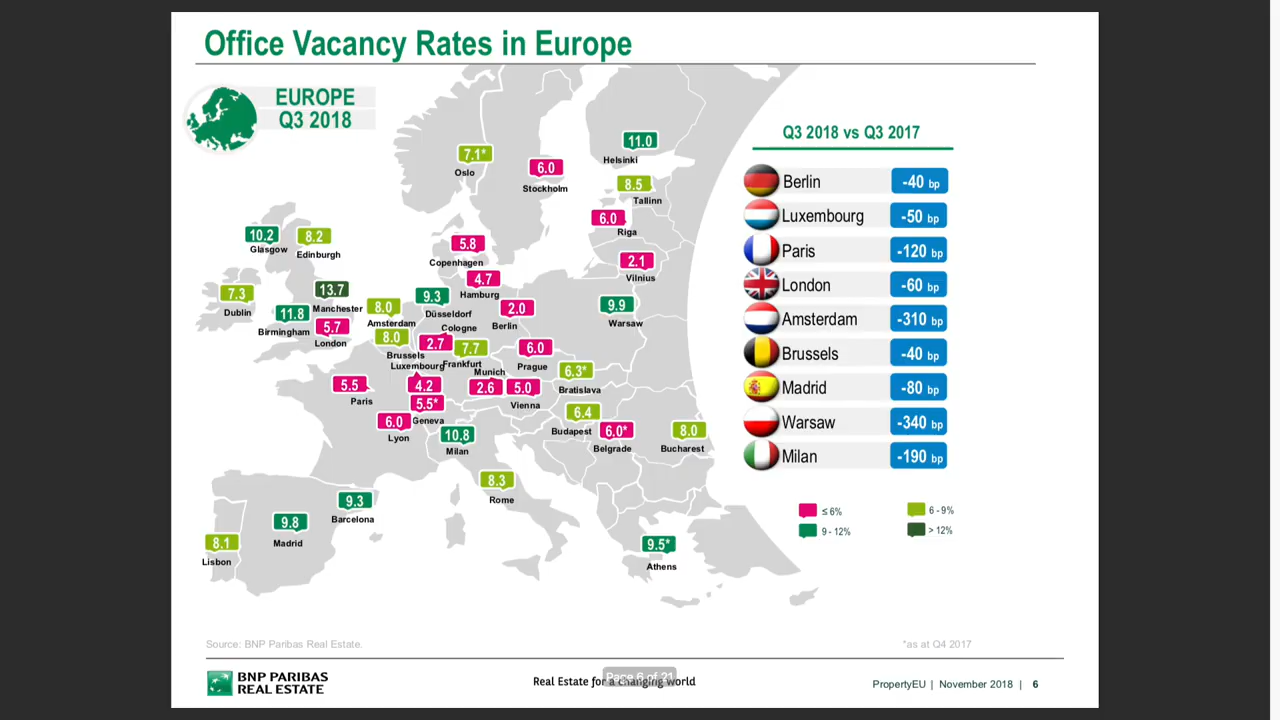 Office Vacancy Rates in Europe
EUROPE
Q3 2018
Q3 2018 vs Q3 2017
Berlin -40 bp
Luxembourg -50 bp
Paris -120 bp
London -60 bp
Amsterdam -310 bp
Brussels -40 bp
Madrid -80 bp
Warsaw -340 bp
Milan -190 bp
≤ 6%
6 - 9%
9 - 12%
> 12%
11.0
Helsinki
7.1*
Oslo
6.0
Stockholm
8.5
Tallinn
6.0
Riga
10.2
Glasgow
8.2
Edinburgh
5.8
Copenhagen
2.1
Vilnius
4.7
Hamburg
7.3
Dublin
13.7
Manchester
11.8
Birmingham
5.7
London
8.0
Amsterdam
9.3
Düsseldorf
Cologne
2.0
Berlin
9.9
Warsaw
8.0
Brussels
2.7
Luxembourg
7.7
Frankfurt
6.0
Prague
Munich
6.3*
Bratislava
5.5
Paris
4.2
2.6
5.0
Vienna
5.5*
Geneva
6.0
Lyon
10.8
Milan
6.4
Budapest
6.0*
Belgrade
8.0
Bucharest
8.3
Rome
9.3
Barcelona
9.8
Madrid
8.1
Lisbon
9.5*
Athens
Source: BNP Paribas Real Estate.
*as at Q4 2017
BNP PARIBAS
REAL ESTATE
Real Estate for a changing world
Page 6 of 21
PropertyEU | November 2018 | 6